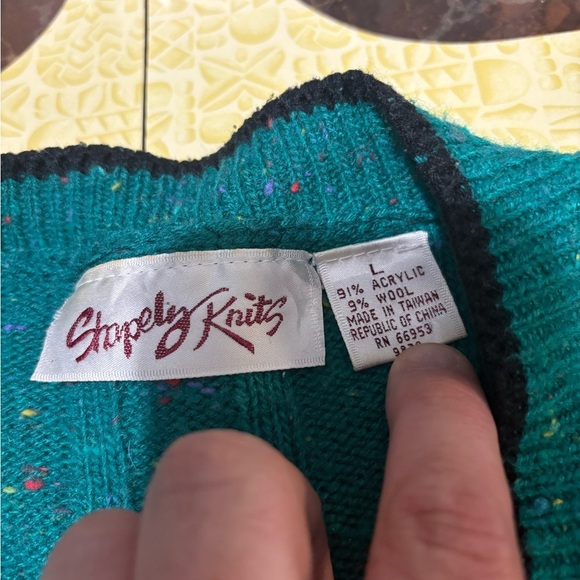 Shapely Knits
L
91% ACRYLIC
9% WOOL
MADE IN TAIWAN
REPUBLIC OF CHINA
RN 66953